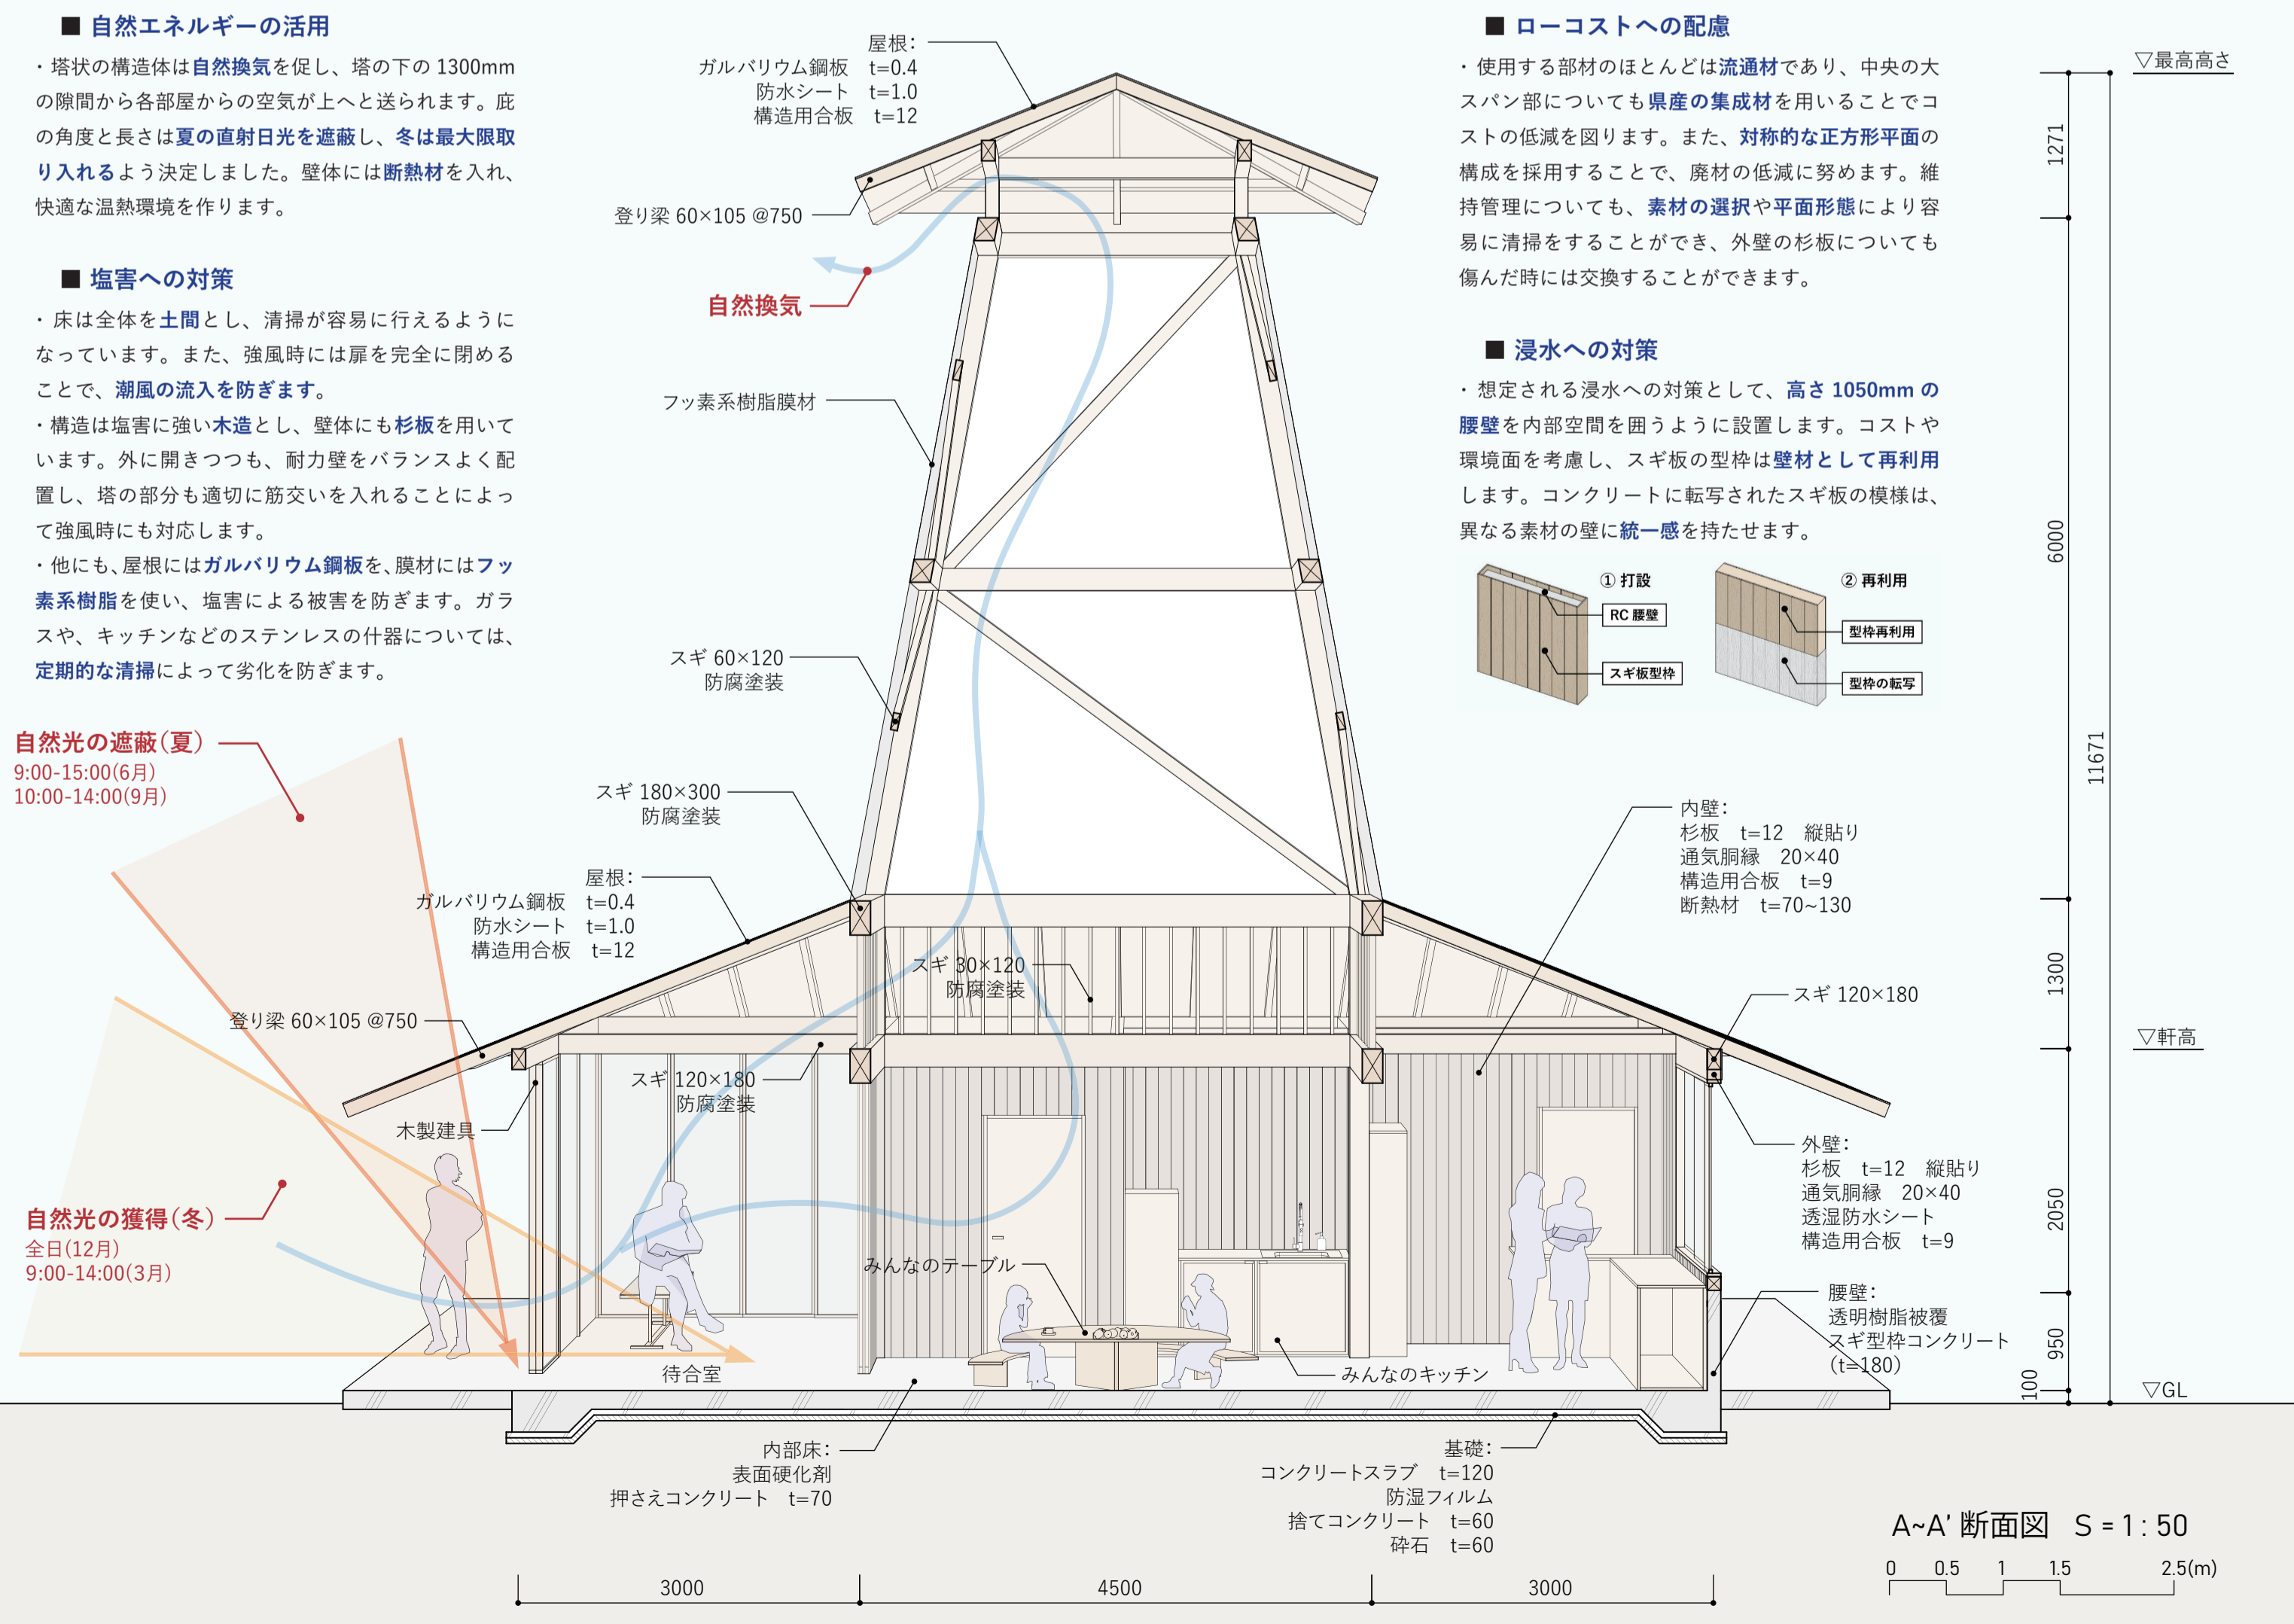 ■ 自然エネルギーの活用
・塔状の構造体は自然換気を促し、塔の下の 1300mm
の隙間から各部屋からの空気が上へと送られます。庇
の角度と長さは夏の直射日光を遮蔽し、冬は最大限取
り入れるよう決定しました。壁体には断熱材を入れ、
快適な温熱環境を作ります。
■ 塩害への対策
・床は全体を土間とし、清掃が容易に行えるように
なっています。また、強風時には扉を完全に閉める
ことで、潮風の流入を防ぎます。
・構造は塩害に強い木造とし、壁体にも杉板を用いて
います。外に開きつつも、耐力壁をバランスよく配
置し、塔の部分も適切に筋交いを入れることによっ
て強風時にも対応します。
・他にも、屋根にはガルバリウム鋼板を、膜材にはフッ
素系樹脂を使い、塩害による被害を防ぎます。ガラ
スや、キッチンなどのステンレスの什器については、
定期的な清掃によって劣化を防ぎます。
自然光の遮蔽(夏)
9:00-15:00(6月)
10:00-14:00(9月)
自然光の獲得(冬)
全日(12月)
9:00-14:00(3月)
屋根:
ガルバリウム鋼板 t=0.4
防水シート t=1.0
構造用合板 t=12
登り梁 60×105 @750
自然換気
フッ素系樹脂膜材
スギ 60×120
防腐塗装
スギ 180×300
防腐塗装
屋根:
ガルバリウム鋼板 t=0.4
防水シート t=1.0
構造用合板 t=12
登り梁 60×105 @750
スギ 30×120
防腐塗装
スギ 120×180
防腐塗装
木製建具
みんなのテーブル
待合室
みんなのキッチン
内部床:
表面硬化剤
押さえコンクリート t=70
基礎:
コンクリートスラブ t=120
防湿フィルム
捨てコンクリート t=60
砕石 t=60
3000
4500
3000
■ ローコストへの配慮
・使用する部材のほとんどは流通材であり、中央の大
スパン部についても県産の集成材を用いることでコ
ストの低減を図ります。また、対称的な正方形平面の
構成を採用することで、廃材の低減に努めます。維
持管理についても、素材の選択や平面形態により容
易に清掃をすることができ、外壁の杉板についても
傷んだ時には交換することができます。
■ 浸水への対策
・想定される浸水への対策として、高さ 1050mm の
腰壁を内部空間を囲うように設置します。コストや
環境面を考慮し、スギ板の型枠は壁材として再利用
します。コンクリートに転写されたスギ板の模様は、
異なる素材の壁に統一感を持たせます。
① 打設
RC 腰壁
スギ板型枠
② 再利用
型枠再利用
型枠の転写
内壁:
杉板 t=12 縦貼り
通気胴縁 20×40
構造用合板 t=9
断熱材 t=70~130
スギ 120×180
外壁:
杉板 t=12 縦貼り
通気胴縁 20×40
透湿防水シート
構造用合板 t=9
腰壁:
透明樹脂被覆
スギ型枠コンクリート
(t=180)
▽最高高さ
1271
6000
11671
1300
▽軒高
2050
950
100
▽GL
A~A' 断面図 S = 1 : 50
0 0.5 1 1.5 2.5(m)